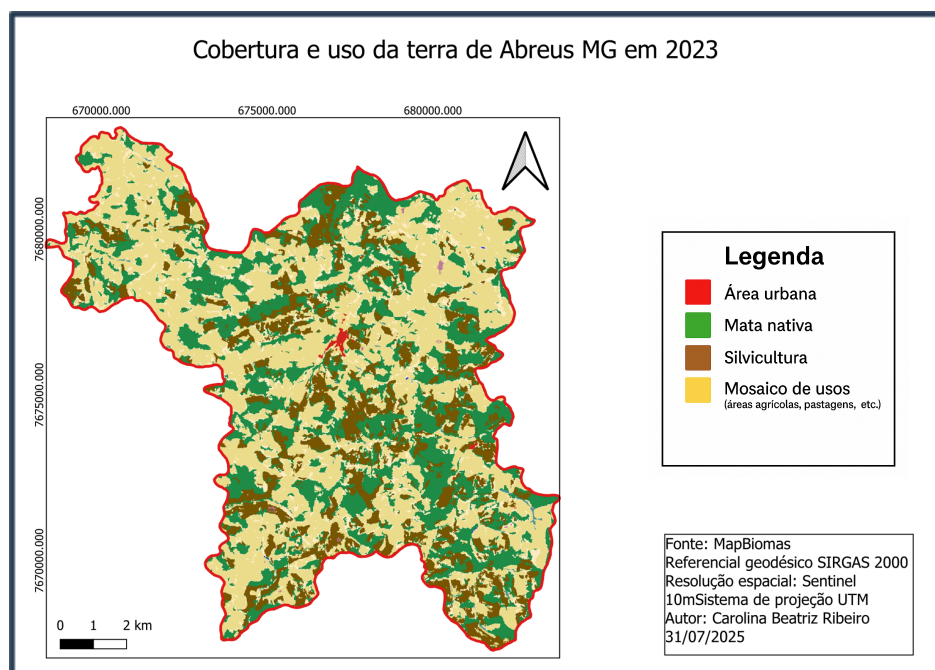 Cobertura e uso da terra de Abreus MG em 2023
670000.000
675000.000
680000.000
7680000.000
7675000.000
7670000.000
0 1 2 km
Legenda
Área urbana
Mata nativa
Silvicultura
Mosaico de usos
(áreas agrícolas, pastagens, etc.)
Fonte: MapBiomas
Referencial geodésico SIRGAS 2000
Resolução espacial: Sentinel
10mSistema de projeção UTM
Autor: Carolina Beatriz Ribeiro
31/07/2025